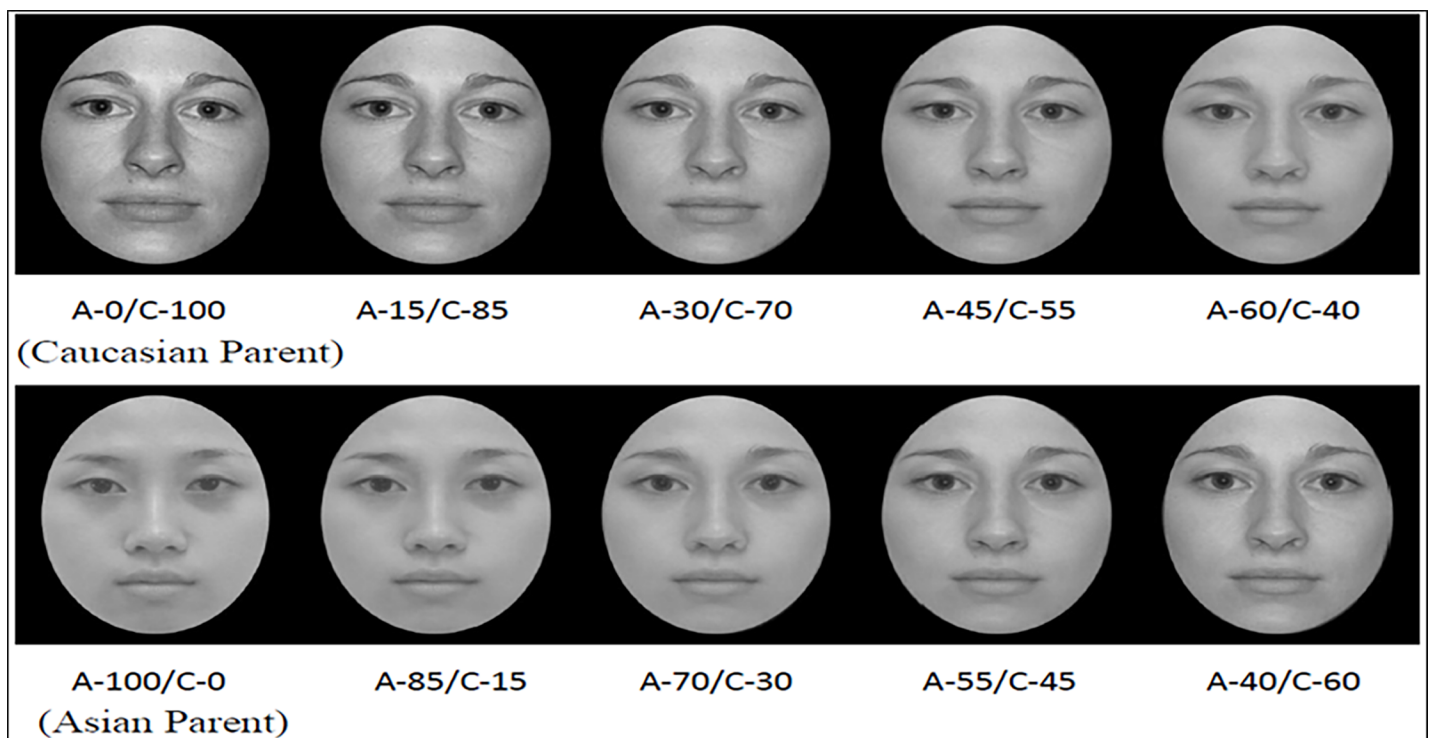 A-0/C-100 A-15/C-85 A-30/C-70 A-45/C-55 A-60/C-40
(Caucasian Parent)
A-100/C-0 A-85/C-15 A-70/C-30 A-55/C-45 A-40/C-60
(Asian Parent)